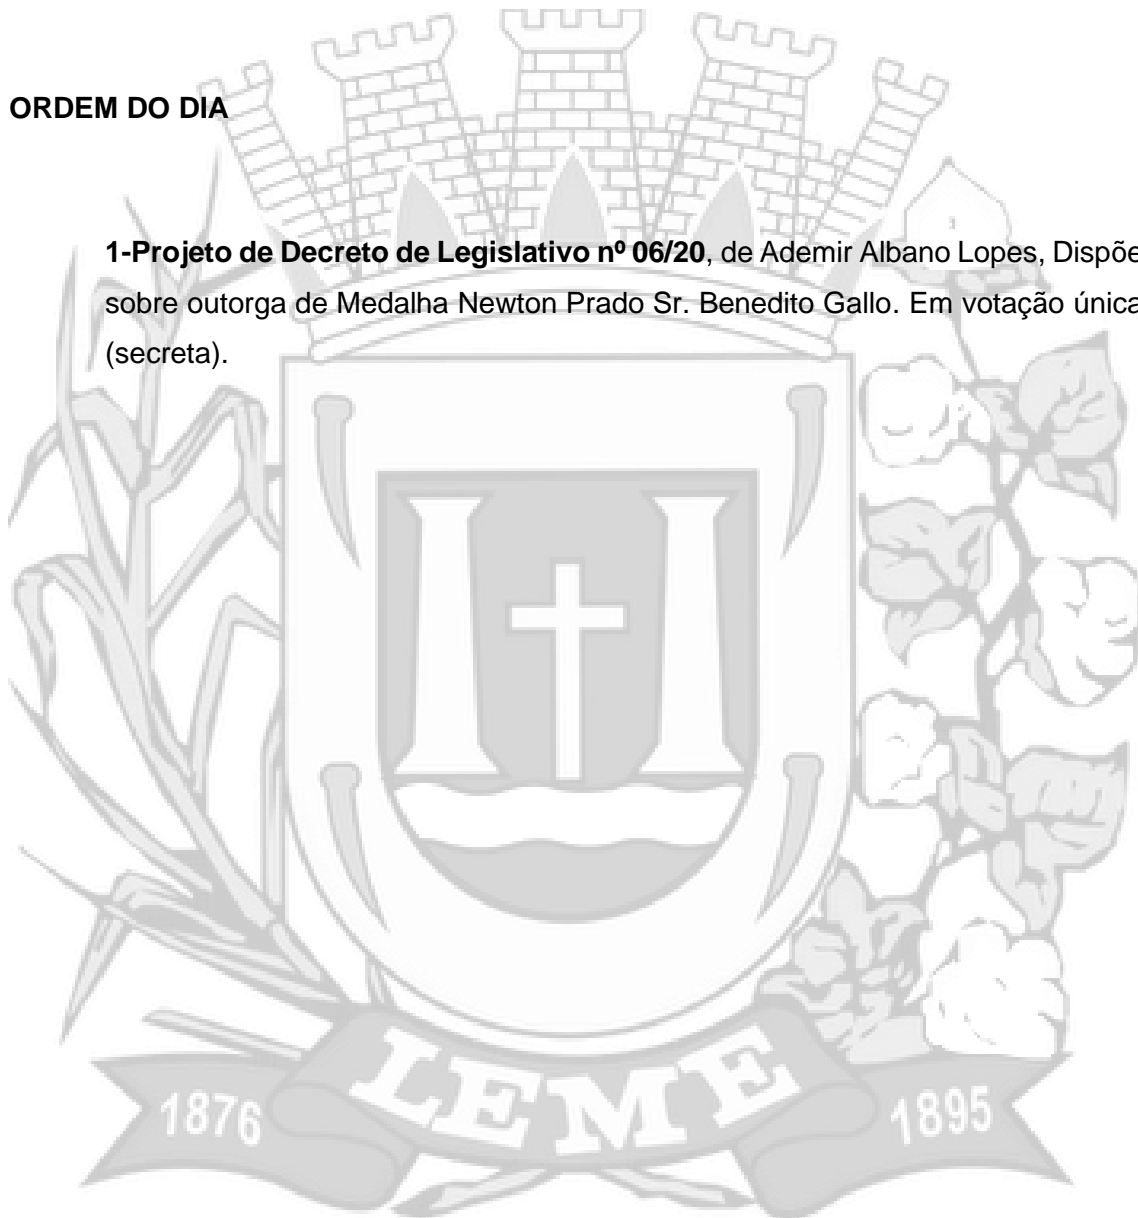 ORDEM DO DIA
1-Projeto de Decreto de Legislativo nº 06/20, de Ademir Albano Lopes, Dispõe
sobre outorga de Medalha Newton Prado Sr. Benedito Gallo. Em votação única
(secreta).
LEME
1876
1895